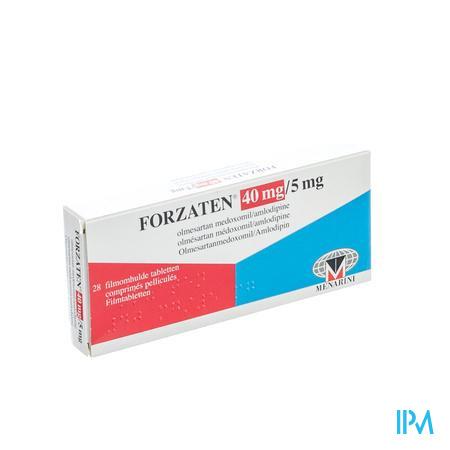 FORZATEN® 40 mg/5 mg
olmesartan medoxomil/amlodipine
olmésartan médoxomil/amlodipine
Olmesartanmedoxomil/Amlodipin
28 filmomhulde tabletten
comprimés pelliculés
Filmtabletten
MENARINI
FORZATEN 40 mg/5 mg
IPM